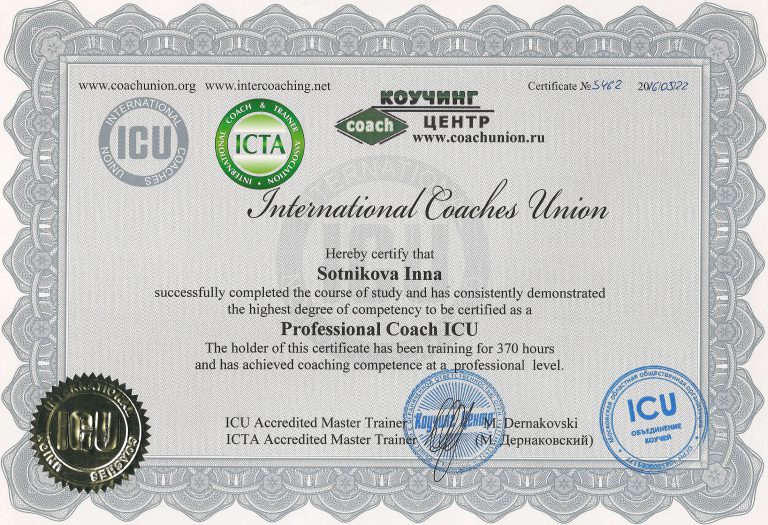 www.coachunion.org www.intercoaching.net
Certificate № 5462 2016/05/22
INTERNATIONAL COACHES UNION
ICU
INTERNATIONAL COACH & TRAINER ASSOCIATION
ICTA
КОУЧИНГ
coach ЦЕНТР
www.coachunion.ru
International Coaches Union
Hereby certify that
Sotnikova Inna
successfully completed the course of study and has consistently demonstrated
the highest degree of competency to be certified as a
Professional Coach ICU
The holder of this certificate has been training for 370 hours
and has achieved coaching competence at a professional level.
ICU Accredited Master Trainer M. Dernakovski
ICTA Accredited Master Trainer (М. Дернаковский)
Коучинг Центр
INTERNATIONAL COACHES UNION
ICU
Московская областная общественная организация
ICU
ОБЪЕДИНЕНИЕ
КОУЧЕЙ